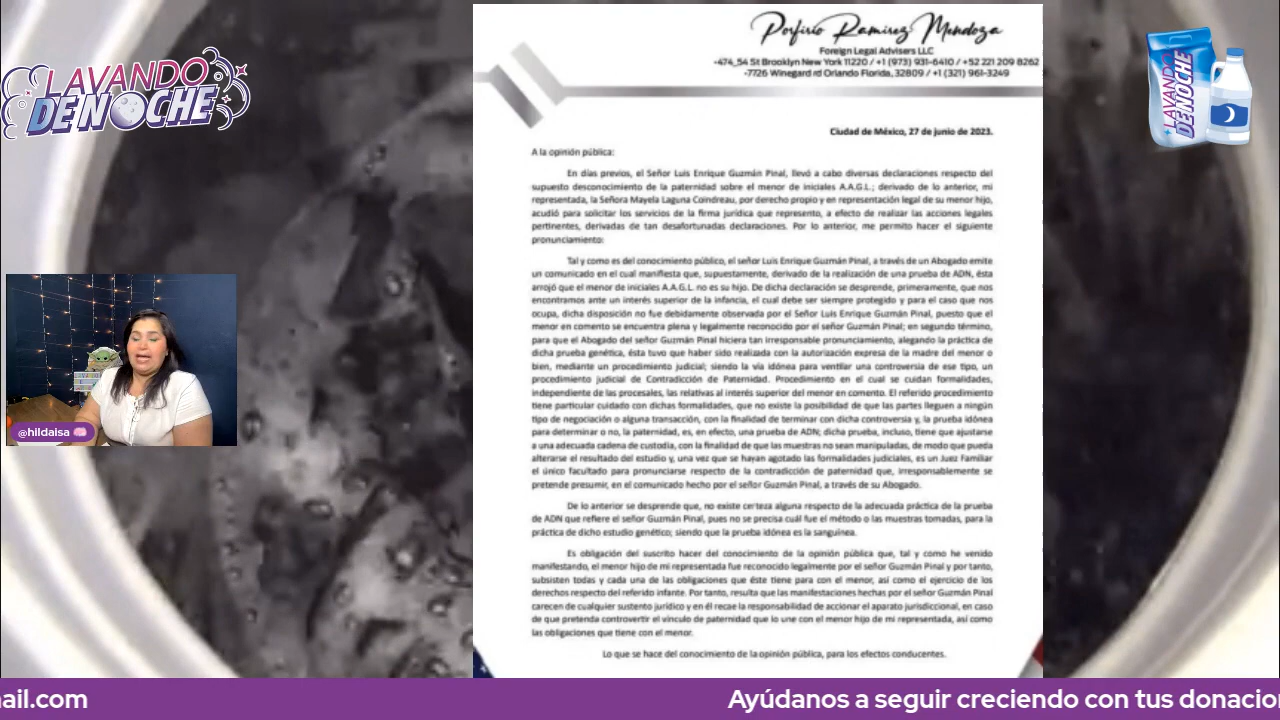 LAVANDO
DE NOCHE
LAVANDO
DE NOCHE
Porfirio Ramirez Mendoza
Foreign Legal Advisers LLC
-474_54 St Brooklyn New York 11220 / +1 (973) 931-6410 / +52 221 209 8262
-7726 Winegard rd Orlando Florida, 32809 / +1 (321) 961-3249
Ciudad de México, 27 de junio de 2023.
A la opinión pública:
En días previos, el Señor Luis Enrique Guzmán Pinal, llevó a cabo diversas declaraciones respecto del
supuesto desconocimiento de la paternidad sobre el menor de iniciales A.A.G.L.; derivado de lo anterior, mi
representada, la Señora Mayela Laguna Coindreau, por derecho propio y en representación legal de su menor hijo,
acudió para solicitar los servicios de la firma jurídica que represento, a efecto de realizar las acciones legales
pertinentes, derivadas de tan desafortunadas declaraciones. Por lo anterior, me permito hacer el siguiente
pronunciamiento:
Tal y como es del conocimiento público, el señor Luis Enrique Guzmán Pinal, a través de un Abogado emite
un comunicado en el cual manifiesta que, supuestamente, derivado de la realización de una prueba de ADN, ésta
arrojó que el menor de iniciales A.A.G.L. no es su hijo. De dicha declaración se desprende, primeramente, que nos
encontramos ante un interés superior de la infancia, el cual debe ser siempre protegido y para el caso que nos
ocupa, dicha disposición no fue debidamente observada por el Señor Luis Enrique Guzmán Pinal, puesto que el
menor en comento se encuentra plena y legalmente reconocido por el señor Guzmán Pinal; en segundo término,
para que el Abogado del señor Guzmán Pinal hiciera tan irresponsable pronunciamiento, alegando la práctica de
dicha prueba genética, ésta tuvo que haber sido realizada con la autorización expresa de la madre del menor o
bien, mediante un procedimiento judicial; siendo la vía idónea para ventilar una controversia de ese tipo, un
procedimiento judicial de Contradicción de Paternidad. Procedimiento en el cual se cuidan formalidades,
independiente de las procesales, las relativas al interés superior del menor en comento. El referido procedimiento
tiene particular cuidado con dichas formalidades, que no existe la posibilidad de que las partes lleguen a ningún
tipo de negociación o alguna transacción, con la finalidad de terminar con dicha controversia y, la prueba idónea
para determinar o no, la paternidad, es, en efecto, una prueba de ADN; dicha prueba, incluso, tiene que ajustarse
a una adecuada cadena de custodia, con la finalidad de que las muestras no sean manipuladas, de modo que pueda
alterarse el resultado del estudio y, una vez que se hayan agotado las formalidades judiciales, es un Juez Familiar
el único facultado para pronunciarse respecto de la contradicción de paternidad que, irresponsablemente se
pretende presumir, en el comunicado hecho por el señor Guzmán Pinal, a través de su Abogado.
De lo anterior se desprende que, no existe certeza alguna respecto de la adecuada práctica de la prueba
de ADN que refiere el señor Guzmán Pinal, pues no se precisa cuál fue el método o las muestras tomadas, para la
práctica de dicho estudio genético; siendo que la prueba idónea es la sanguínea.
Es obligación del suscrito hacer del conocimiento de la opinión pública que, tal y como he venido
manifestando, el menor hijo de mi representada fue reconocido legalmente por el señor Guzmán Pinal y por tanto,
subsisten todas y cada una de las obligaciones que éste tiene para con el menor, así como el ejercicio de los
derechos respecto del referido infante. Por tanto, resulta que las manifestaciones hechas por el señor Guzmán Pinal
carecen de cualquier sustento jurídico y en él recae la responsabilidad de accionar el aparato jurisdiccional, en caso
de que pretenda controvertir el vínculo de paternidad que lo une con el menor hijo de mi representada, así como
las obligaciones que tiene con el menor.
Lo que se hace del conocimiento de la opinión pública, para los efectos conducentes.
@hildaisa
ail.com
Ayúdanos a seguir creciendo con tus donacio